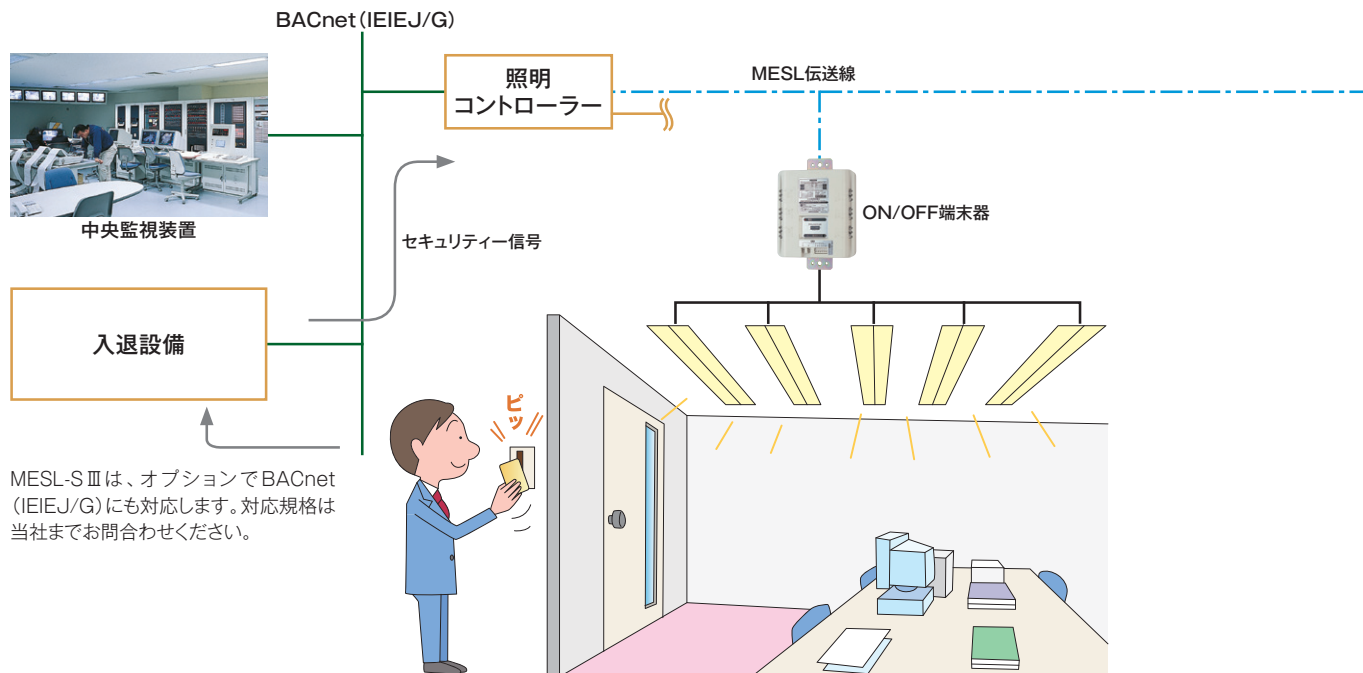 BACnet(IEIEJ/G)
照明
コントローラー
MESL伝送線
中央監視装置
ON/OFF端末器
セキュリティー信号
入退設備
ピッ
MESL-SⅢは、オプションでBACnet
(IEIEJ/G)にも対応します。対応規格は
当社までお問合わせください。